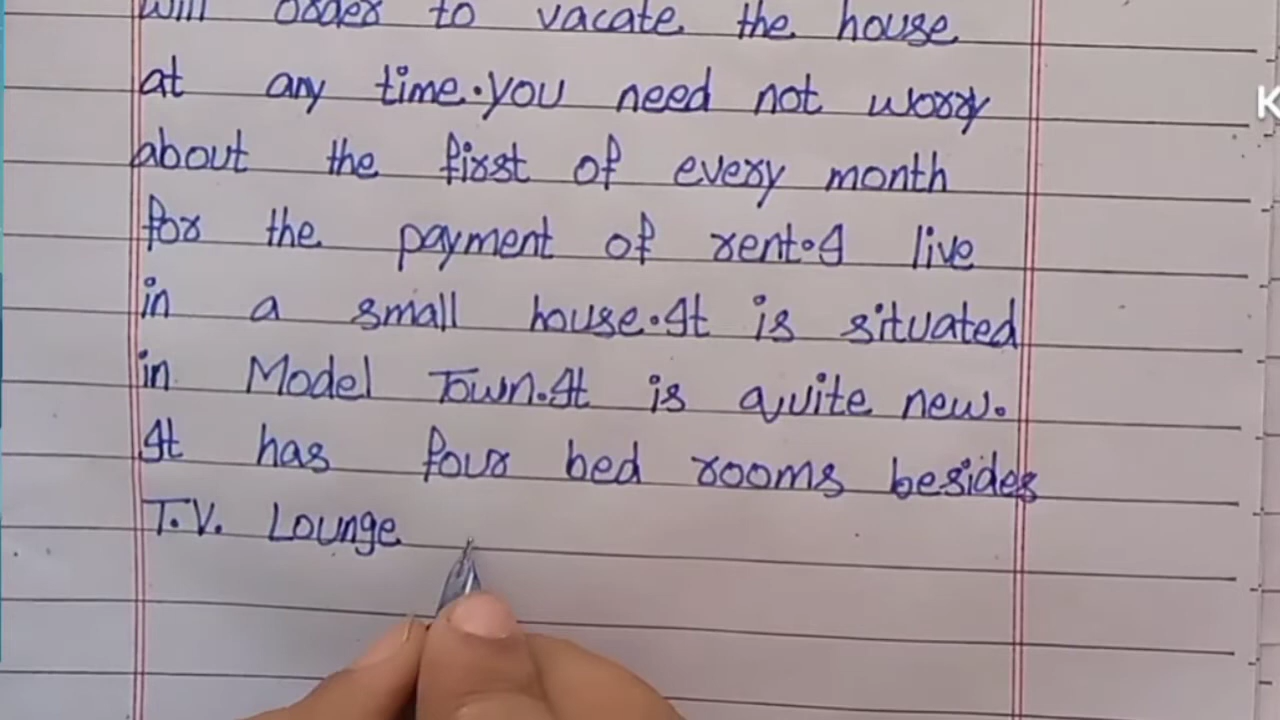 will order to vacate the house
at any time. you need not worry
about the first of every month
for the payment of rent. I live
in a small house. It is situated
in Model Town. It is quite new.
It has four bed rooms besides
T.V. Lounge
K